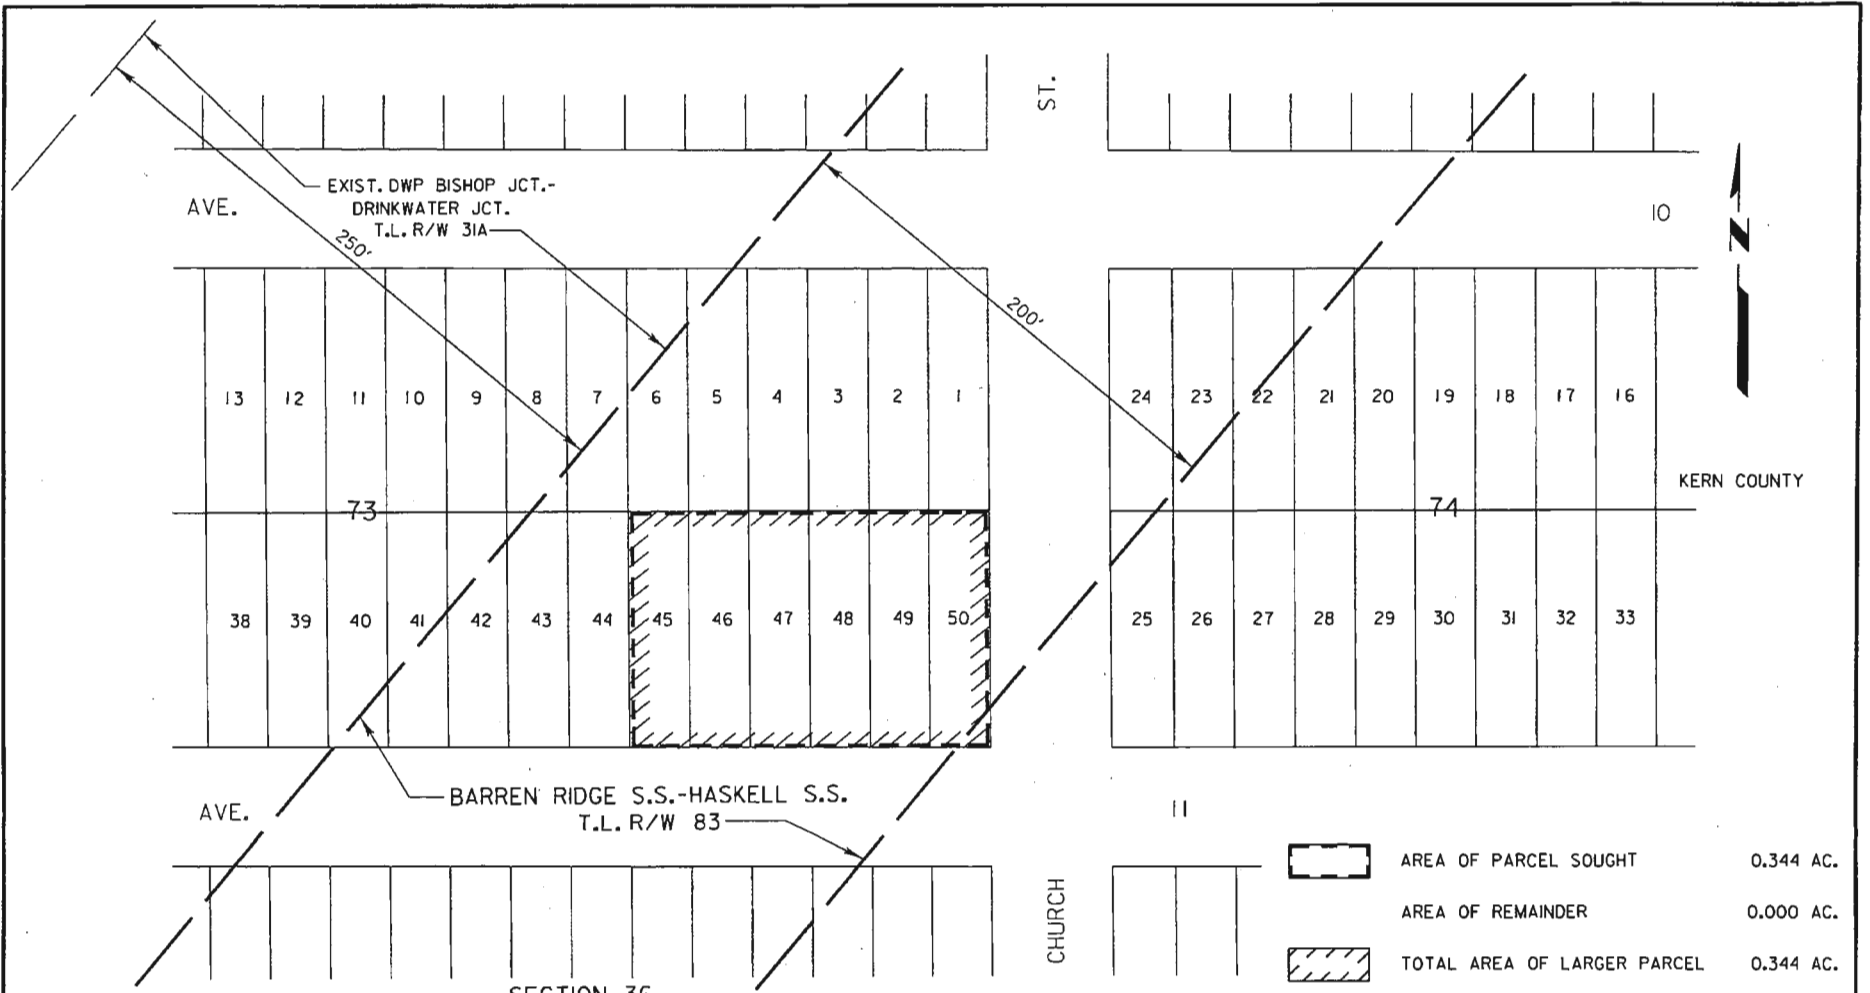 ST.
EXIST. DWP BISHOP JCT.-
DRINKWATER JCT.
T.L. R/W 31A
AVE.
10
N
250'
200'
13 12 11 10 9 8 7 6 5 4 3 2 1
24 23 22 21 20 19 18 17 16
KERN COUNTY
73
74
38 39 40 41 42 43 44 45 46 47 48 49 50
25 26 27 28 29 30 31 32 33
BARREN RIDGE S.S.-HASKELL S.S.
T.L. R/W 83
AVE.
11
CHURCH
AREA OF PARCEL SOUGHT 0.344 AC.
AREA OF REMAINDER 0.000 AC.
TOTAL AREA OF LARGER PARCEL 0.344 AC.
SECTION 36